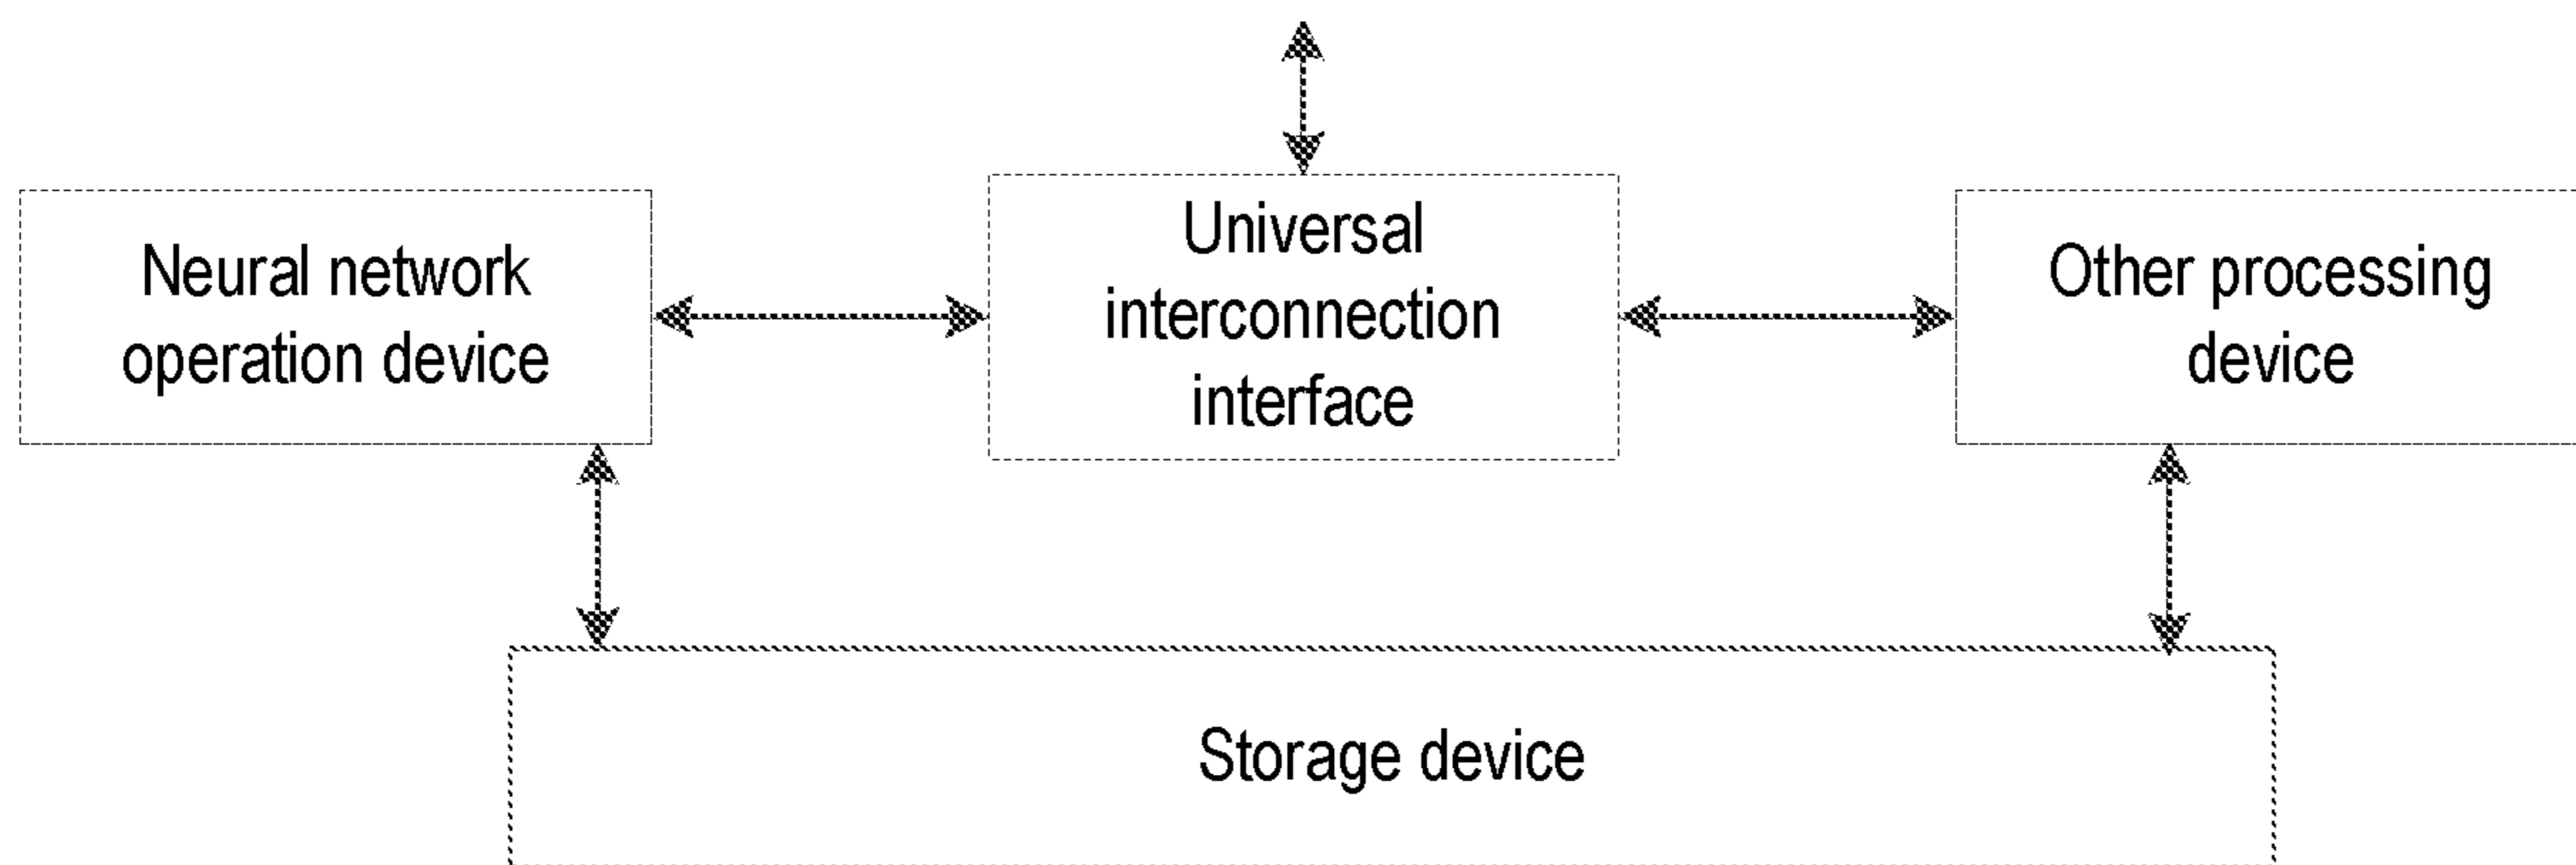 Neural network
operation device
Universal
interconnection
interface
Other processing
device
Storage device